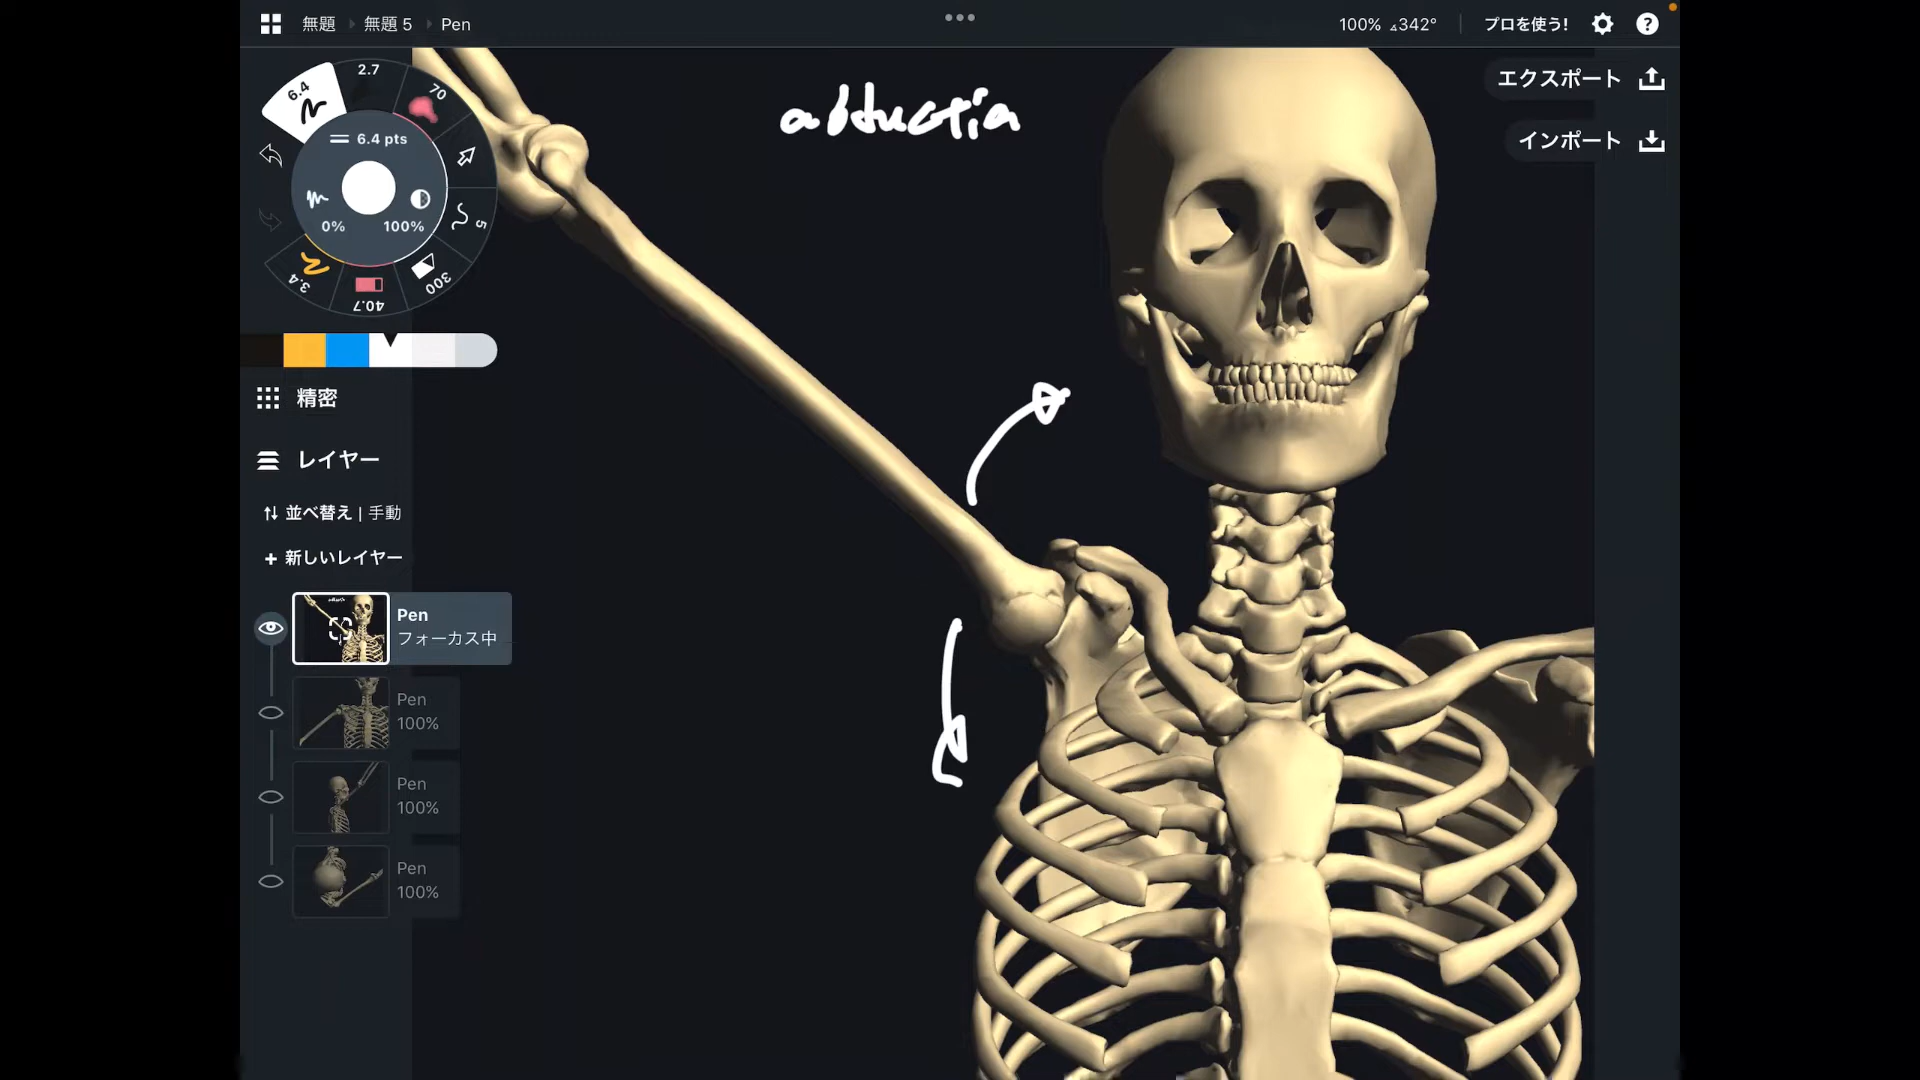 無題 無題 5 Pen
100% 342°
プロを使う!
エクスポート
インポート
2.7
6.4
70
6.4 pts
0% 100%
5
300
40.7
3.4
abduction
精密
レイヤー
並べ替え | 手動
+ 新しいレイヤー
Pen
フォーカス中
Pen
100%
Pen
100%
Pen
100%